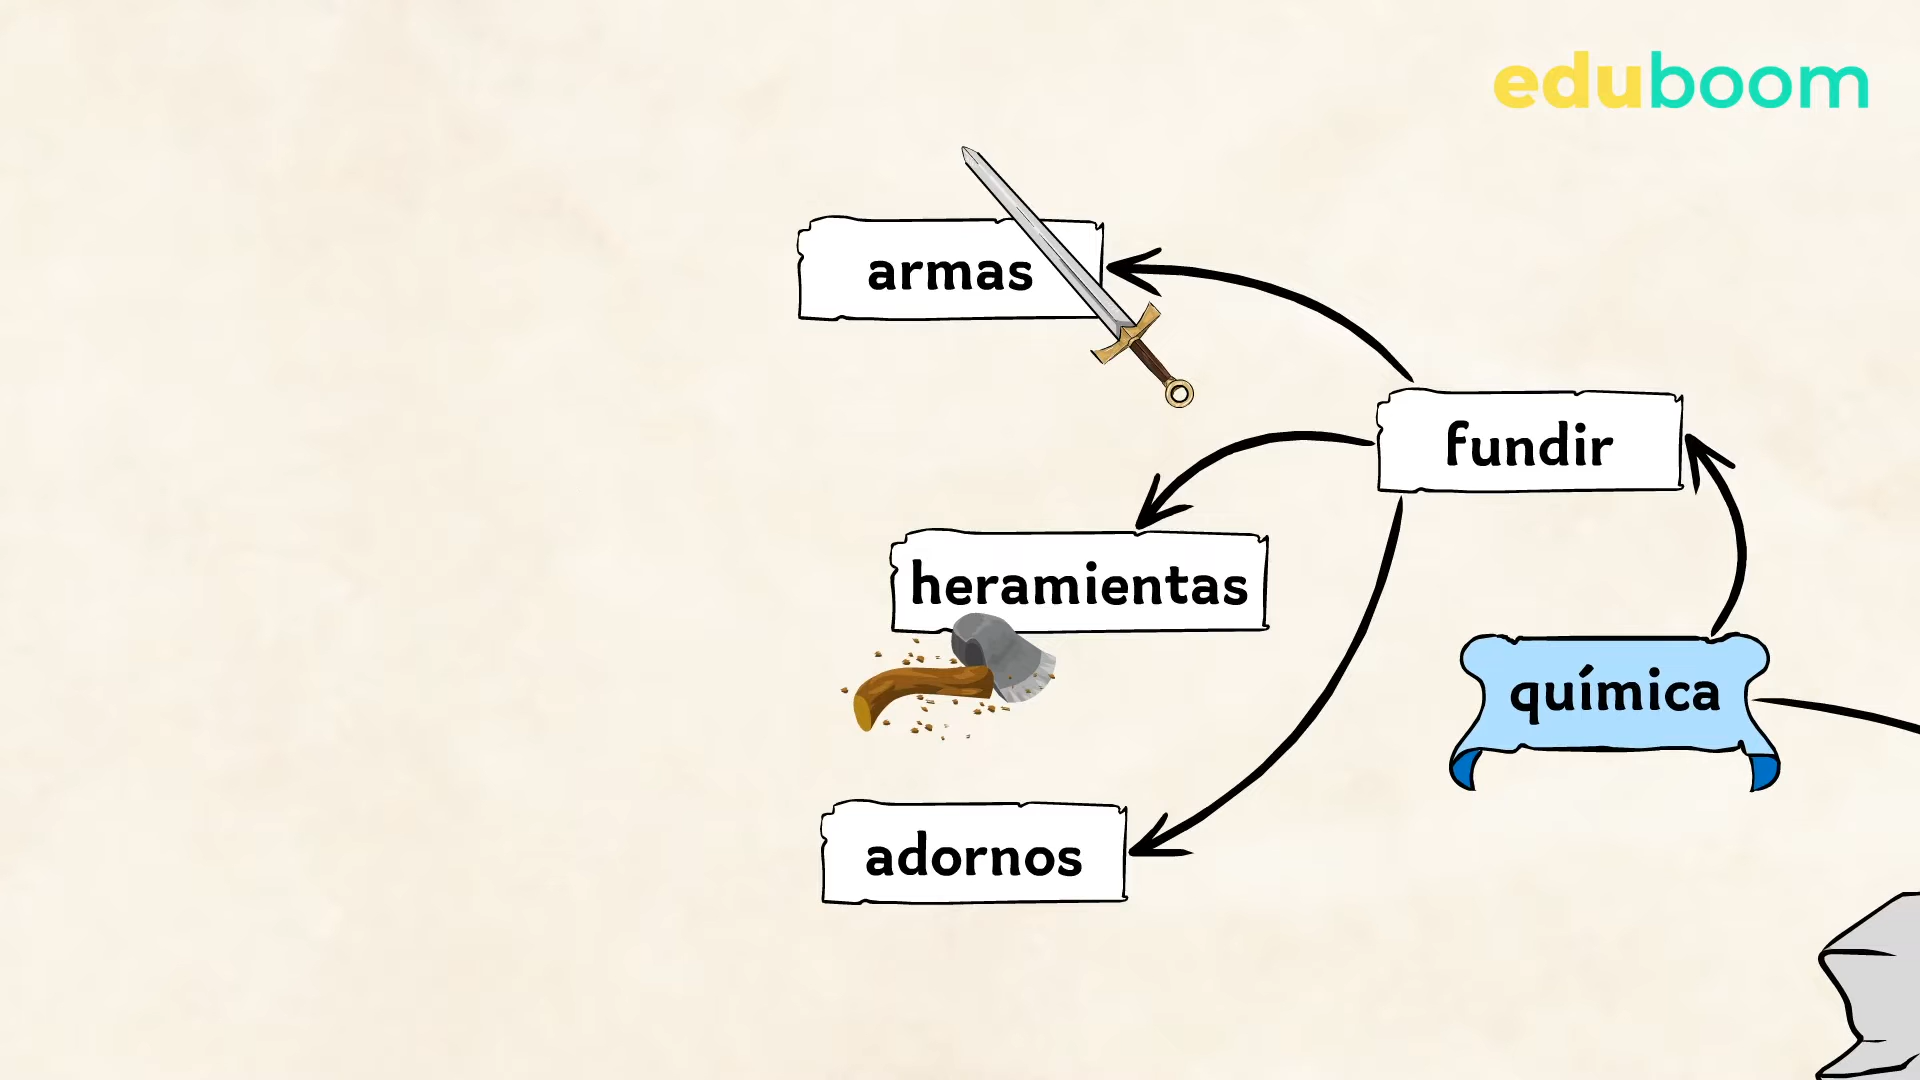 eduboom
armas
fundir
heramientas
química
adornos